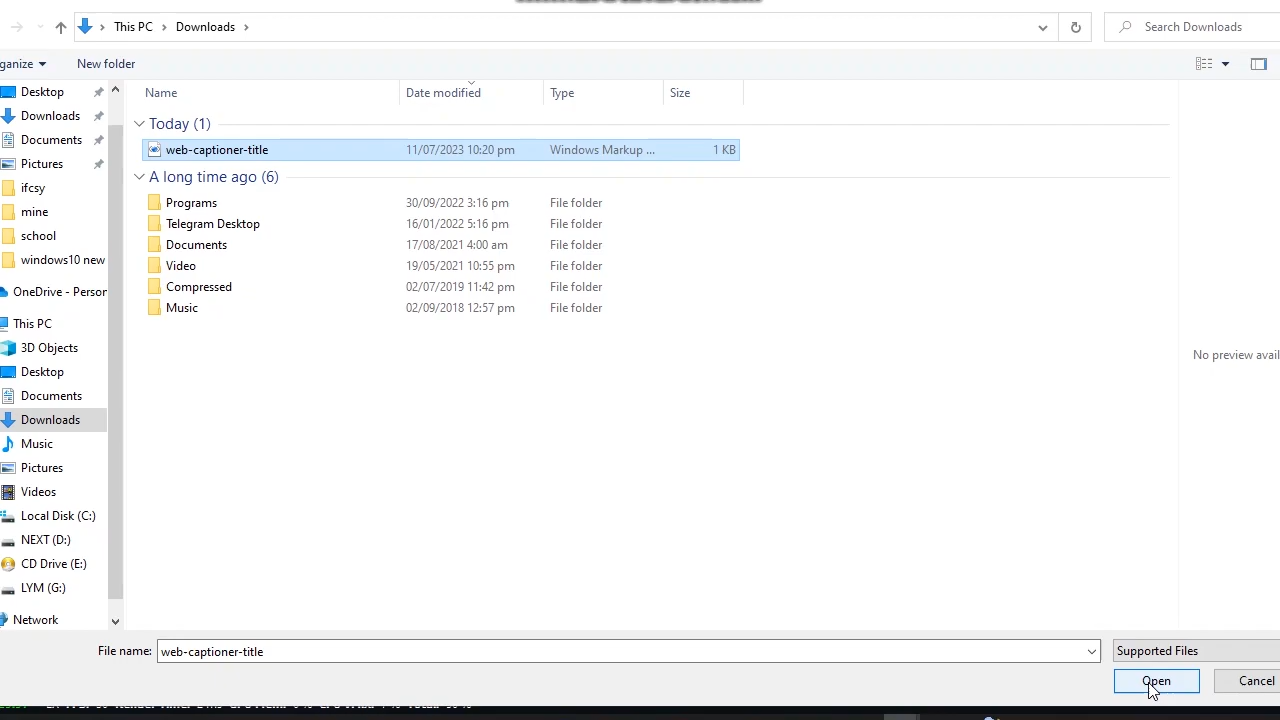 This PC > Downloads >
Search Downloads
ganize
New folder
Desktop
Downloads
Documents
Pictures
ifcsy
mine
school
windows10 new
OneDrive - Person
This PC
3D Objects
Desktop
Documents
Downloads
Music
Pictures
Videos
Local Disk (C:)
NEXT (D:)
CD Drive (E:)
LYM (G:)
Network
Name Date modified Type Size
Today (1)
web-captioner-title 11/07/2023 10:20 pm Windows Markup ... 1 KB
A long time ago (6)
Programs 30/09/2022 3:16 pm File folder
Telegram Desktop 16/01/2022 5:16 pm File folder
Documents 17/08/2021 4:00 am File folder
Video 19/05/2021 10:55 pm File folder
Compressed 02/07/2019 11:42 pm File folder
Music 02/09/2018 12:57 pm File folder
No preview avail
File name: web-captioner-title
Supported Files
Open
Cancel